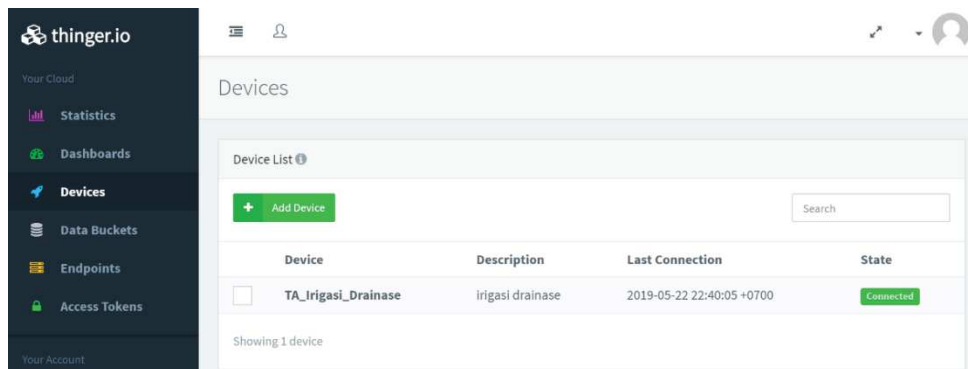 thinger.io
Your Cloud
Statistics
Dashboards
Devices
Data Buckets
Endpoints
Access Tokens
Your Account
Devices
Device List
Add Device
Search
Device Description Last Connection State
TA_Irigasi_Drainase irigasi drainase 2019-05-22 22:40:05 +0700 Connected
Showing 1 device